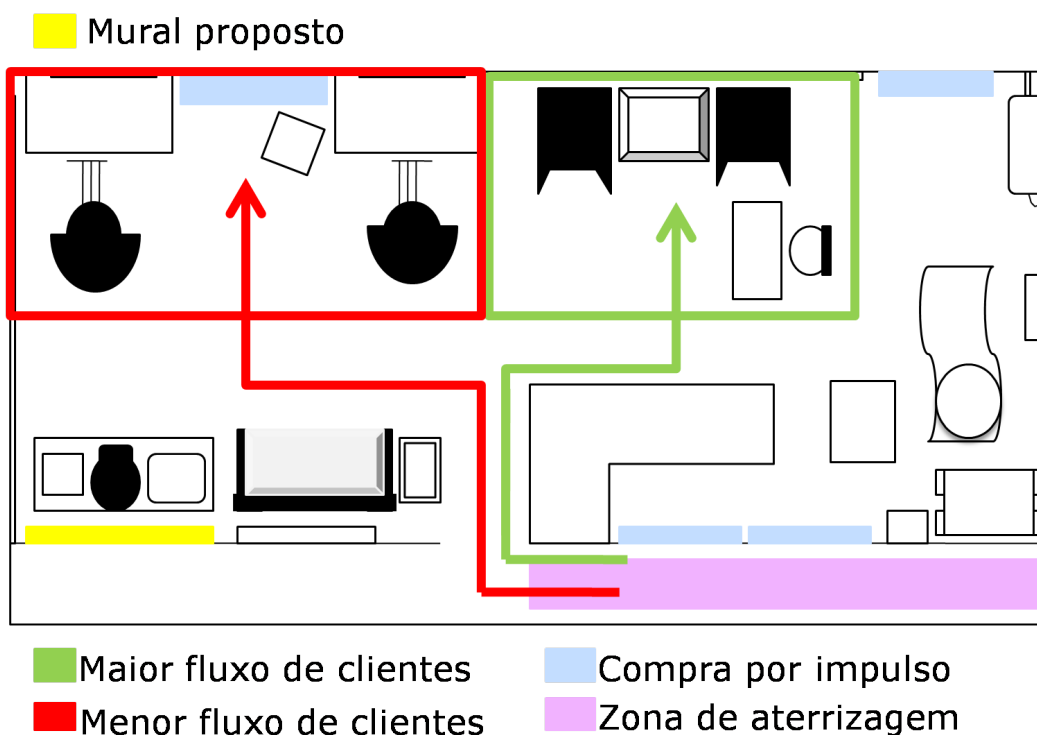 Mural proposto
Maior fluxo de clientes
Compra por impulso
Menor fluxo de clientes
Zona de aterrizagem